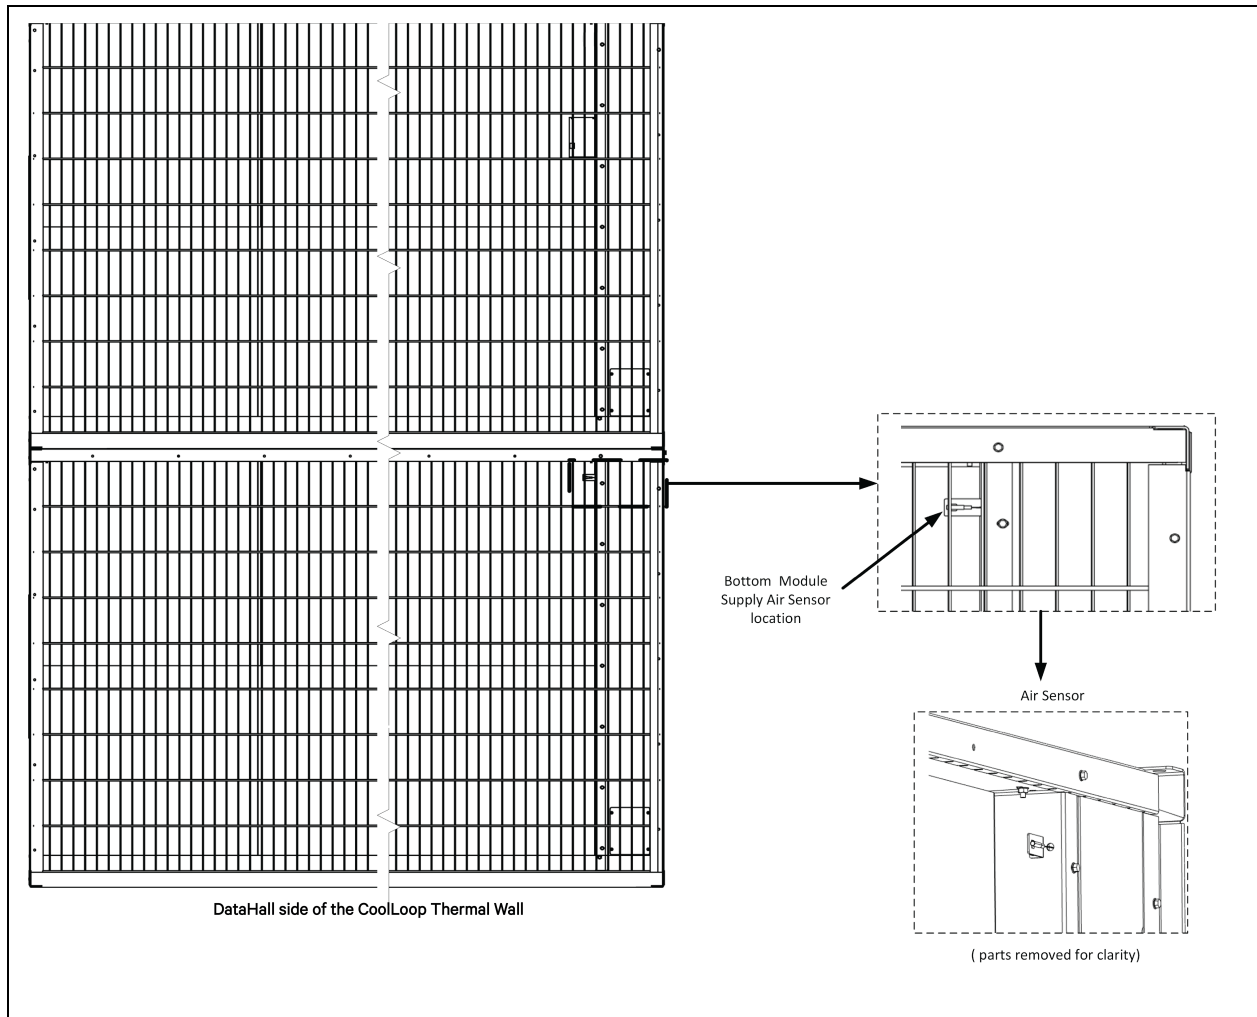 Bottom Module
Supply Air Sensor
location
Air Sensor
DataHall side of the CoolLoop Thermal Wall
( parts removed for clarity)